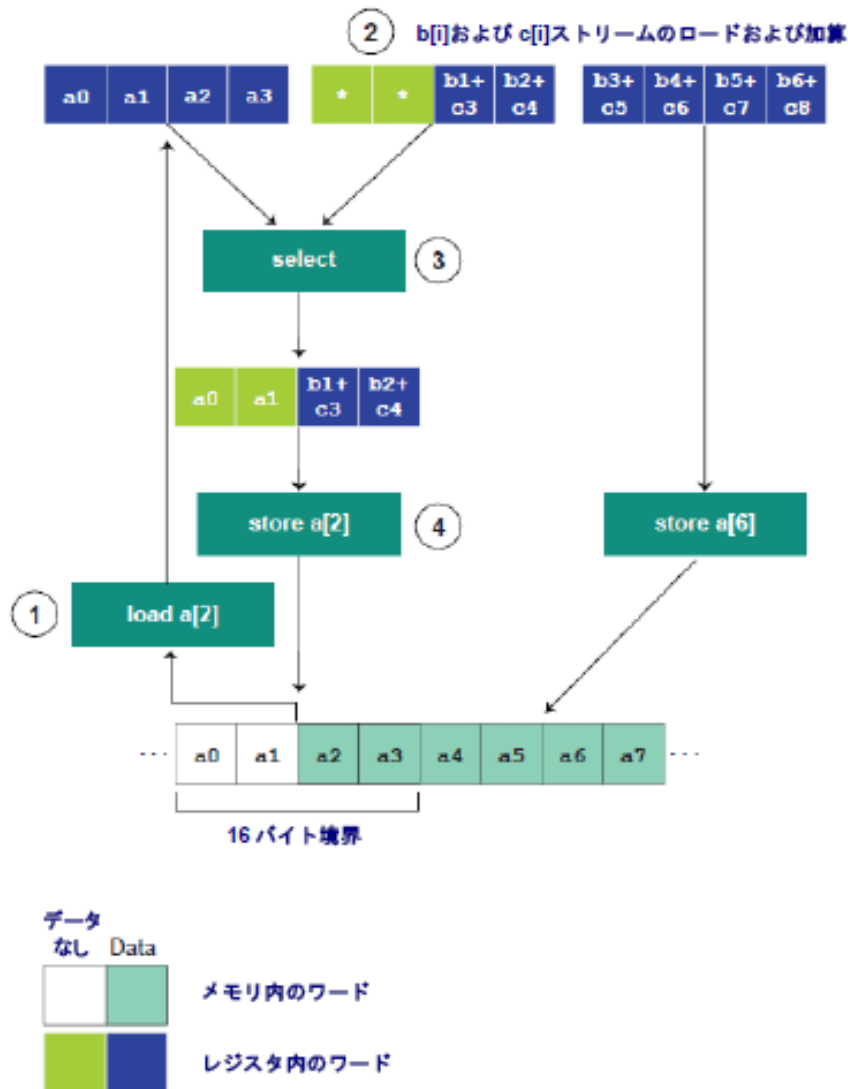 2 b[i]および c[i]ストリームのロードおよび加算
a0 a1 a2 a3 * * b1+ b2+ b3+ b4+ b5+ b6+
c3 c4 c5 c6 c7 c8
select 3
a0 a1 b1+ b2+
c3 c4
store a[2] 4 store a[6]
1 load a[2]
... a0 a1 a2 a3 a4 a5 a6 a7 ...
16 バイト境界
データ
なし Data
メモリ内のワード
レジスタ内のワード